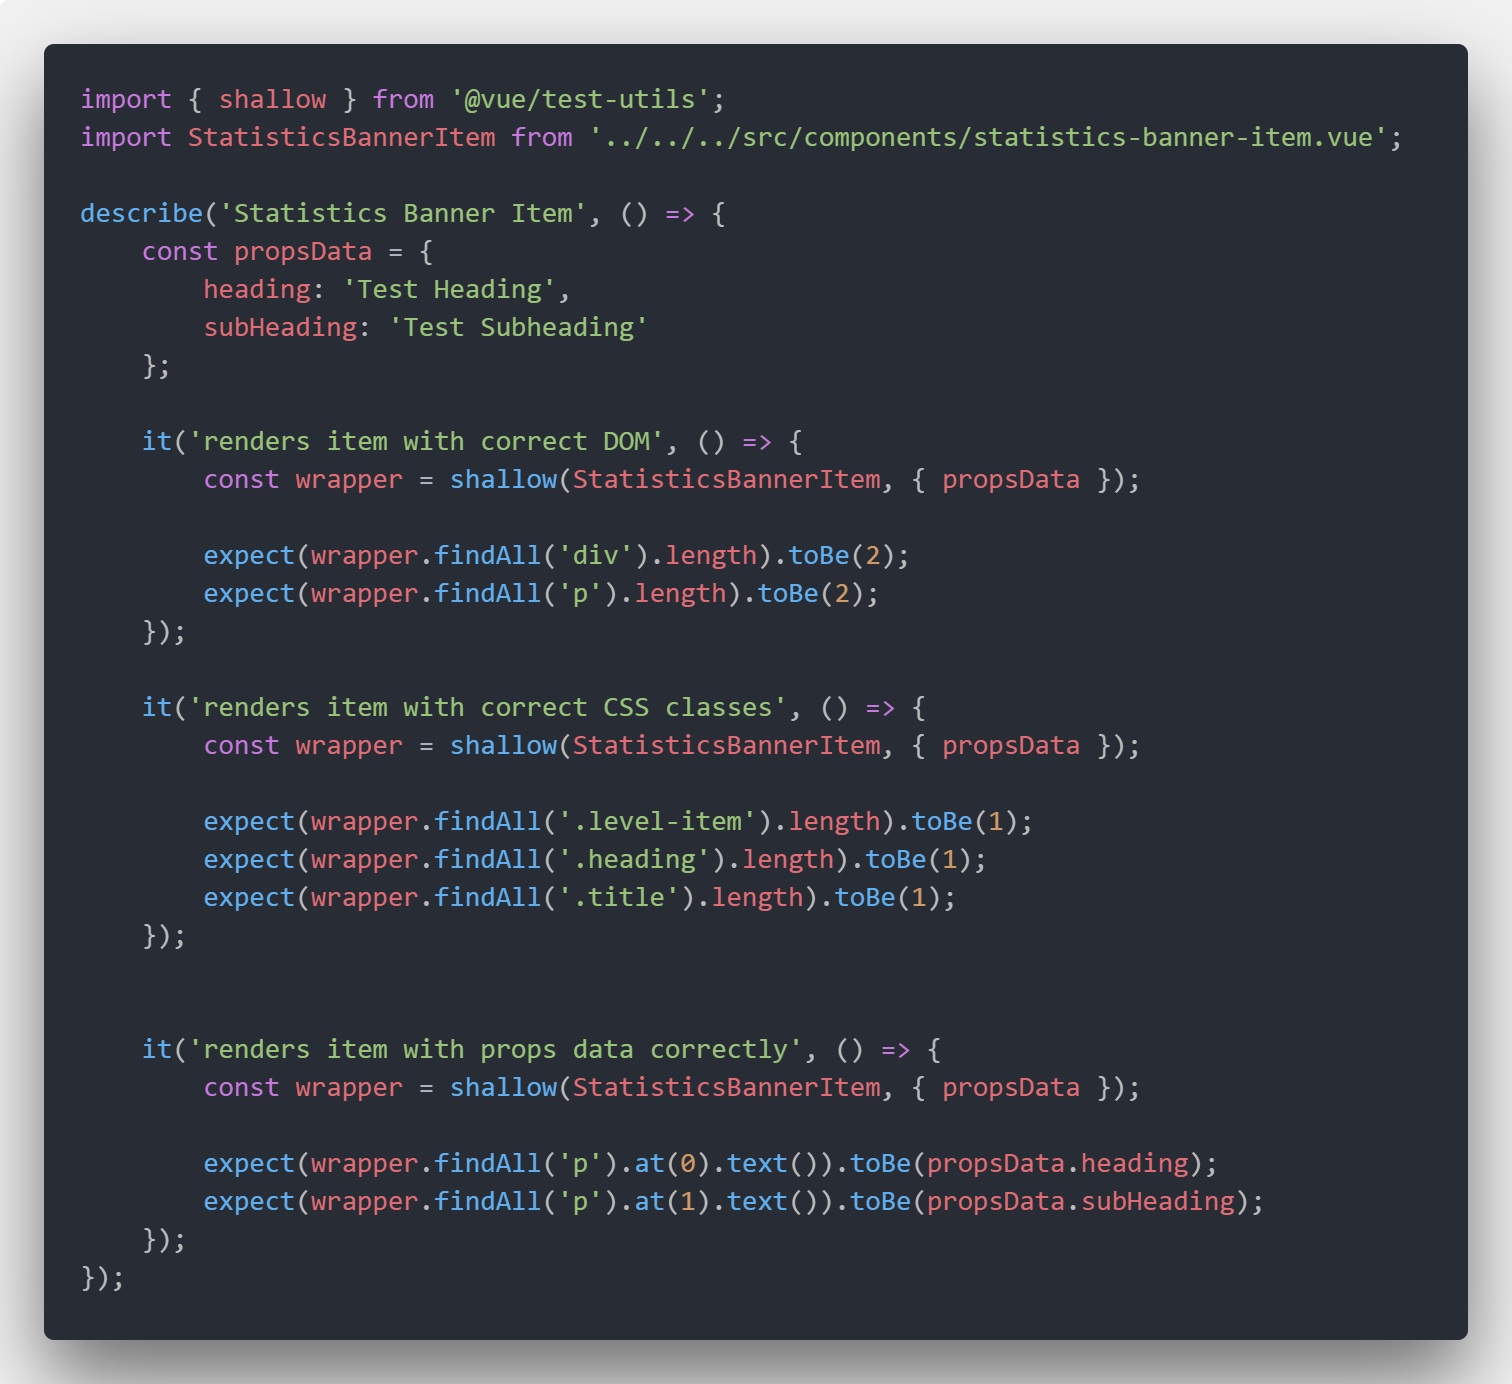 import { shallow } from '@vue/test-utils';
import StatisticsBannerItem from '../../../src/components/statistics-banner-item.vue';

describe('Statistics Banner Item', () => {
    const propsData = {
        heading: 'Test Heading',
        subHeading: 'Test Subheading'
    };

    it('renders item with correct DOM', () => {
        const wrapper = shallow(StatisticsBannerItem, { propsData });

        expect(wrapper.findAll('div').length).toBe(2);
        expect(wrapper.findAll('p').length).toBe(2);
    });

    it('renders item with correct CSS classes', () => {
        const wrapper = shallow(StatisticsBannerItem, { propsData });

        expect(wrapper.findAll('.level-item').length).toBe(1);
        expect(wrapper.findAll('.heading').length).toBe(1);
        expect(wrapper.findAll('.title').length).toBe(1);
    });


    it('renders item with props data correctly', () => {
        const wrapper = shallow(StatisticsBannerItem, { propsData });

        expect(wrapper.findAll('p').at(0).text()).toBe(propsData.heading);
        expect(wrapper.findAll('p').at(1).text()).toBe(propsData.subHeading);
    });
});